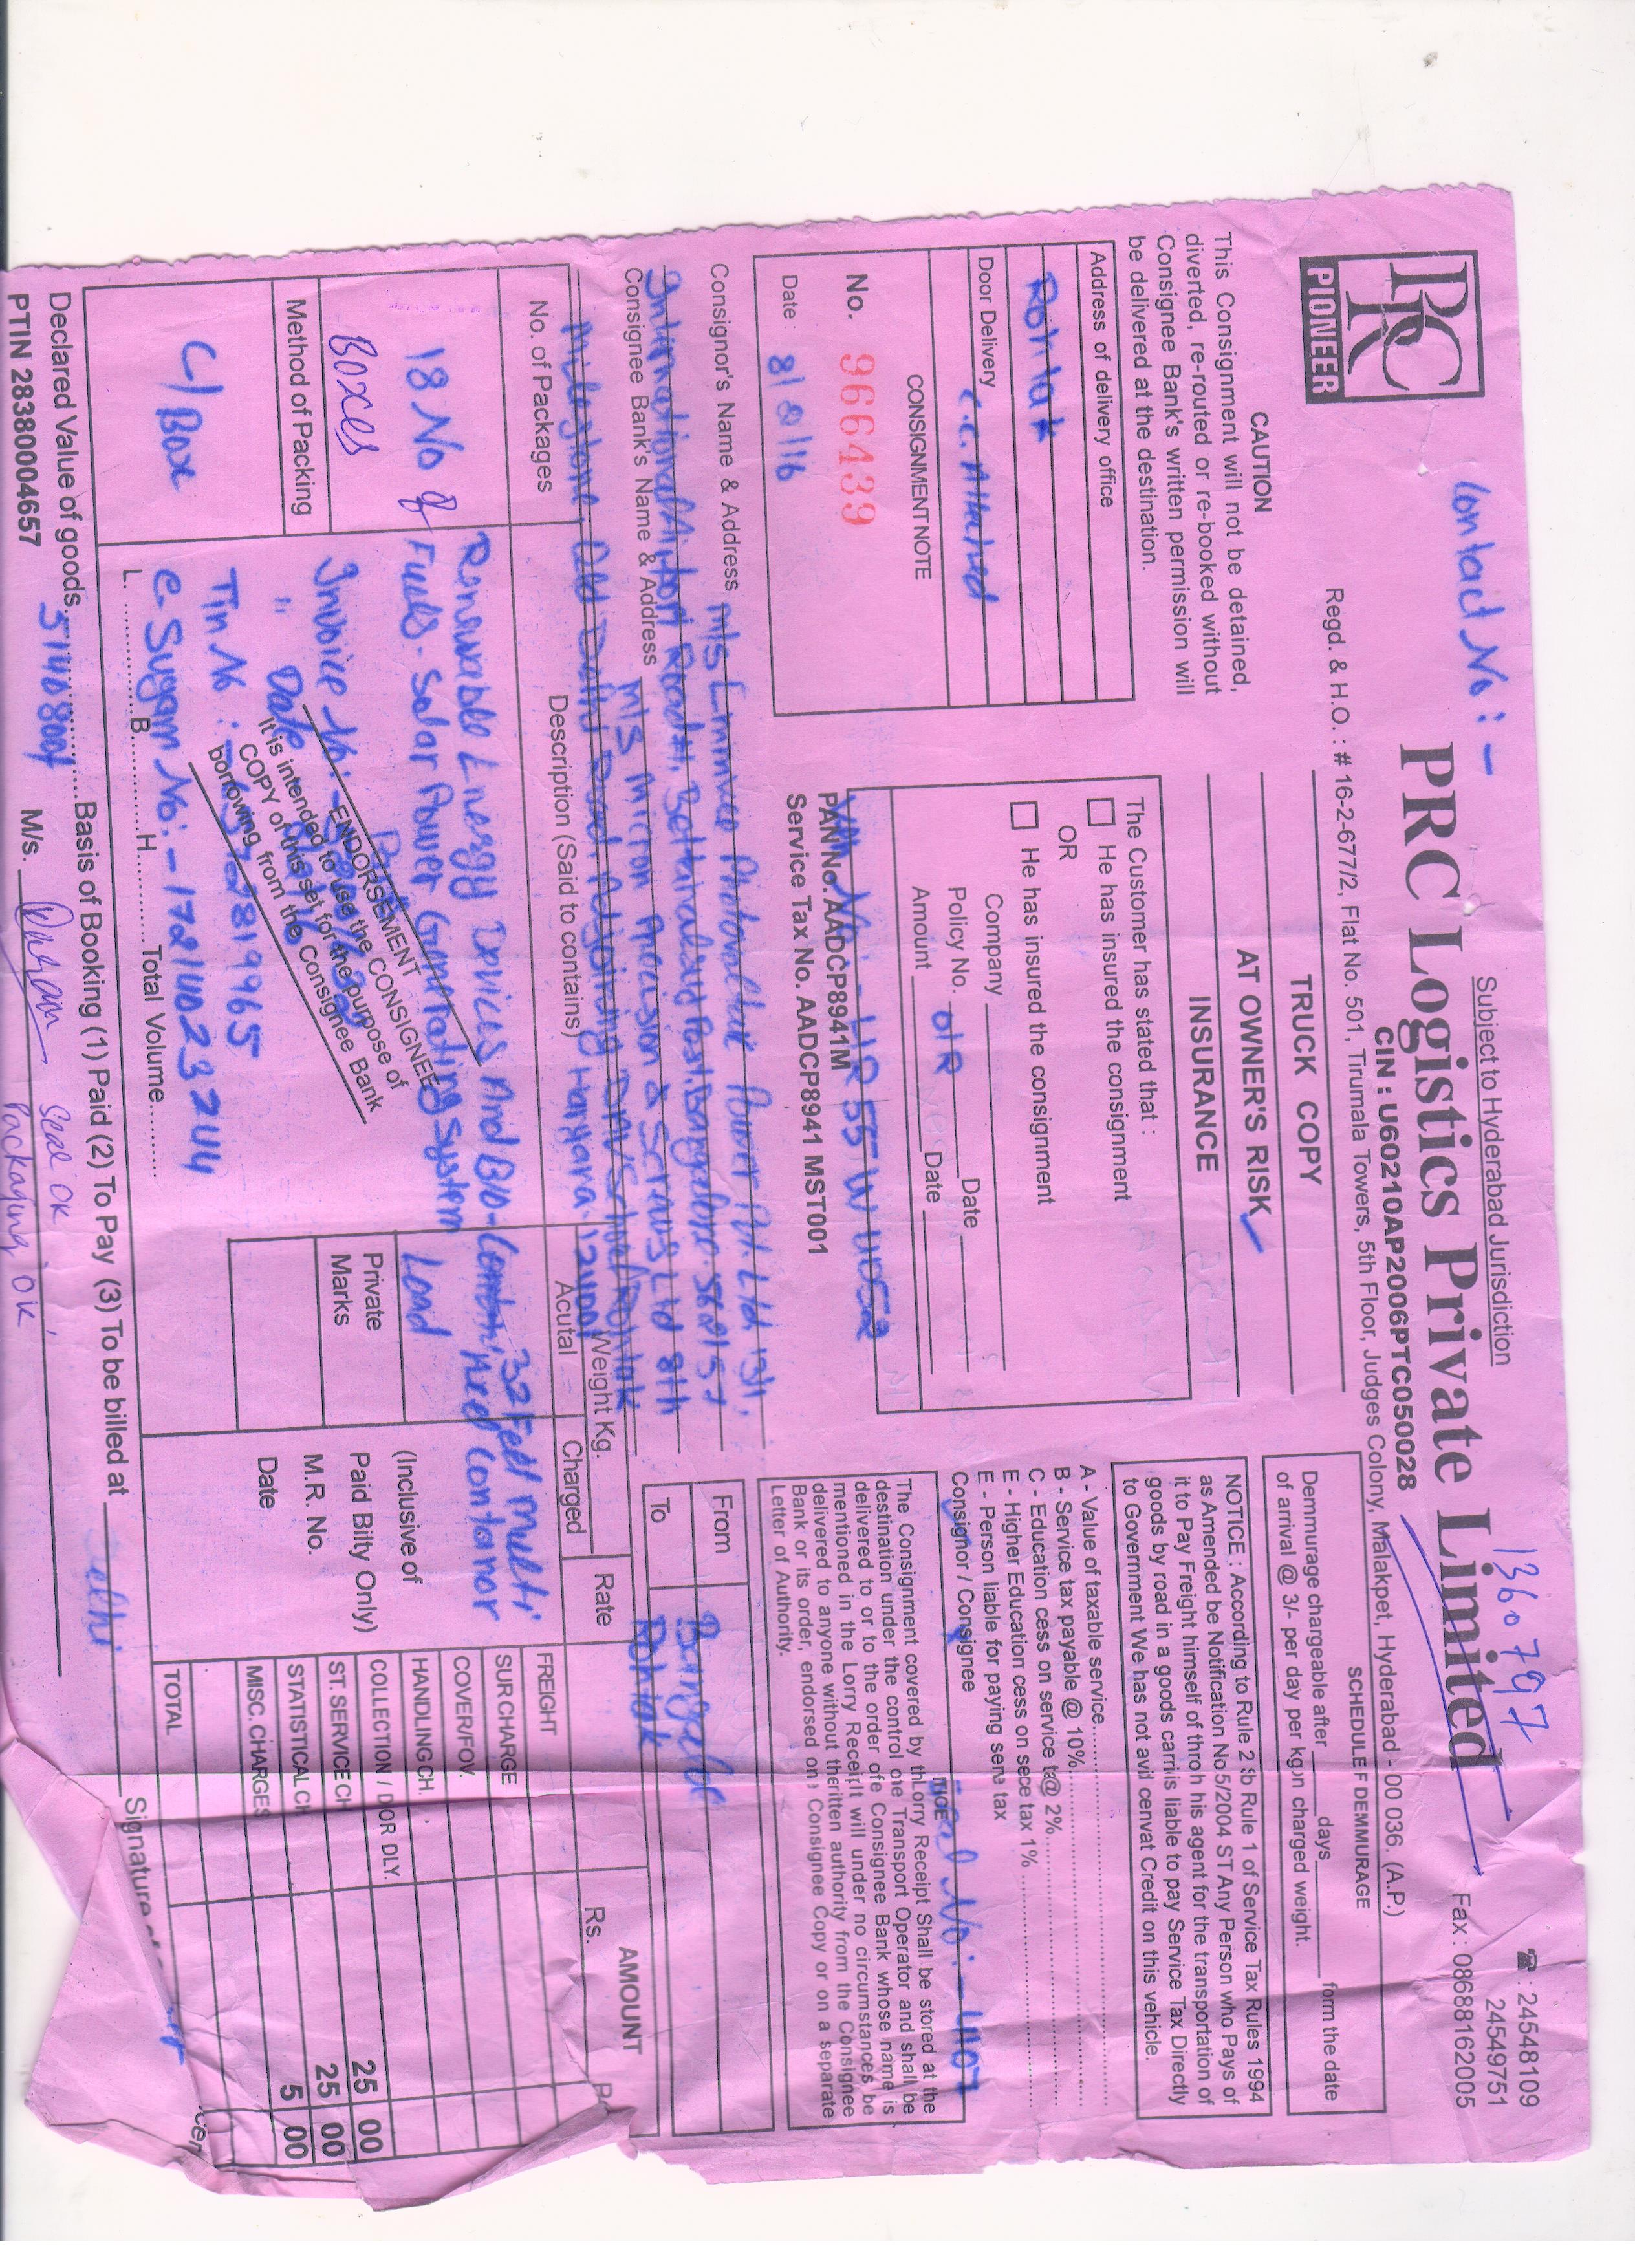 1360797
Contact No : -
Subject to Hyderabad Jurisdiction
PRC Logistics Private Limited
: 24548109
24549751
Fax : 08688162005
PRC
PIONEER
CIN : U60210AP2006PTC050028
Regd. & H.O. : # 16-2-677/2, Flat No. 501, Tirumala Towers, 5th Floor, Judges Colony, Malakpet, Hyderabad - 00 036. (A.P.)
TRUCK COPY
AT OWNER'S RISK
INSURANCE
SCHEDULE F DEMMURAGE
Demmurage chargeable after days form the date
of arrival @ 3/- per day per kg on charged weight.
CAUTION
This Consignment will not be detained,
diverted, re-routed or re-booked without
Consignee Bank's written permission will
be delivered at the destination.
NOTICE : According to Rule 2 Rule 1 of Service Tax Rules 1994
as Amended be Notification No 5/2004 ST Any Person who Pays of
it to Pay Freight himself of throh his agent for the transportation of
goods by road in a goods carri is liable to pay Service Tax Directly
to Government We has not avil cenvat Credit on this vehicle.
Address of delivery office
Rohtak
Door Delivery
C.C. Attached
The Customer has stated that :
He has insured the consignment
OR
He has insured the consignment
Company
Policy No. Date
O/R
Amount Date
A - Value of taxable service
B - Service tax payable @ 10%
C - Education cess on service t@ 2%
E - Higher Education cess on sece tax 1%
E - Person liable for paying serve tax
Consignor / Consignee
Seal No : - 4107
TICE
The Consignment covered by th Lorry Receipt Shall be stored at the
destination under the control o e Transport Operator and shall be
delivered to or to the order ofe Consignee Bank whose name is
mentioned in the Lorry Receipt It will under no circumstances be
delivered to anyone without the ritten authority from the Consignee
Bank or its order, endorsed on Consignee Copy or on a separate
Letter of Authority.
CONSIGNMENT NOTE
No. 966439
Date : 8/2/16
Veh No : - HR 55 W 4052
PAN No. AADCP8941M
Service Tax No. AADCP8941 MST001
Consignor's Name & Address M/s Emmvee Photovoltaic Power Pvt. Ltd. 13/1,
International Airport Road, Bettahalsur Post, Bangalore 562157
Consignee Bank's Name & Address M/s Micron Precision & Screws Ltd 8th
Milestone, Old Delhi Road, Adjoining DAV School Rohtak
Haryana 124001
From Bangalore
To Rohtak
No. of Packages
Description (Said to contains)
Weight Kg.
Acutal
Charged
Rate
AMOUNT
Rs.
18 No of
Boxes
Method of Packing
C/Box
Renewable Energy Devices And Bio-
Fuels - Solar Power Generating System
Invoice No : -
" Date 8/2/16
Tin No : - 2819965
e-Sugam No : - 17214023244
ENDORSEMENT
It is intended to use the CONSIGNEE
COPY of this set for the purpose of
borrowing from the Consignee Bank
L. B. H. Total Volume
32 Feet Multi
Axel Contanor
Load
Private
Marks
(Inclusive of
Paid Bilty Only)
M.R. No.
Date
FREIGHT
SUR CHARGE
COVER/FOV.
HANDLING CH.
COLLECTION / D OR DLY.
ST. SERVICE CH 25 00
STATISTICAL CH 25 00
MISC. CHARGES 5 00
TOTAL
Declared Value of goods 5140800/
Basis of Booking (1) Paid (2) To Pay (3) To be billed at Delhi
Signature
PTIN 28380004657
M/s.
Seal OK
Packaging OK